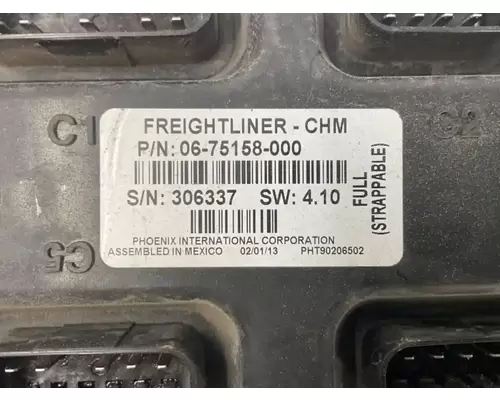 C1
C2
FREIGHTLINER - CHM
P/N: 06-75158-000
S/N: 306337 SW: 4.10
FULL
(STRAPPABLE)
PHOENIX INTERNATIONAL CORPORATION
ASSEMBLED IN MEXICO 02/01/13 PHT90206502
C5